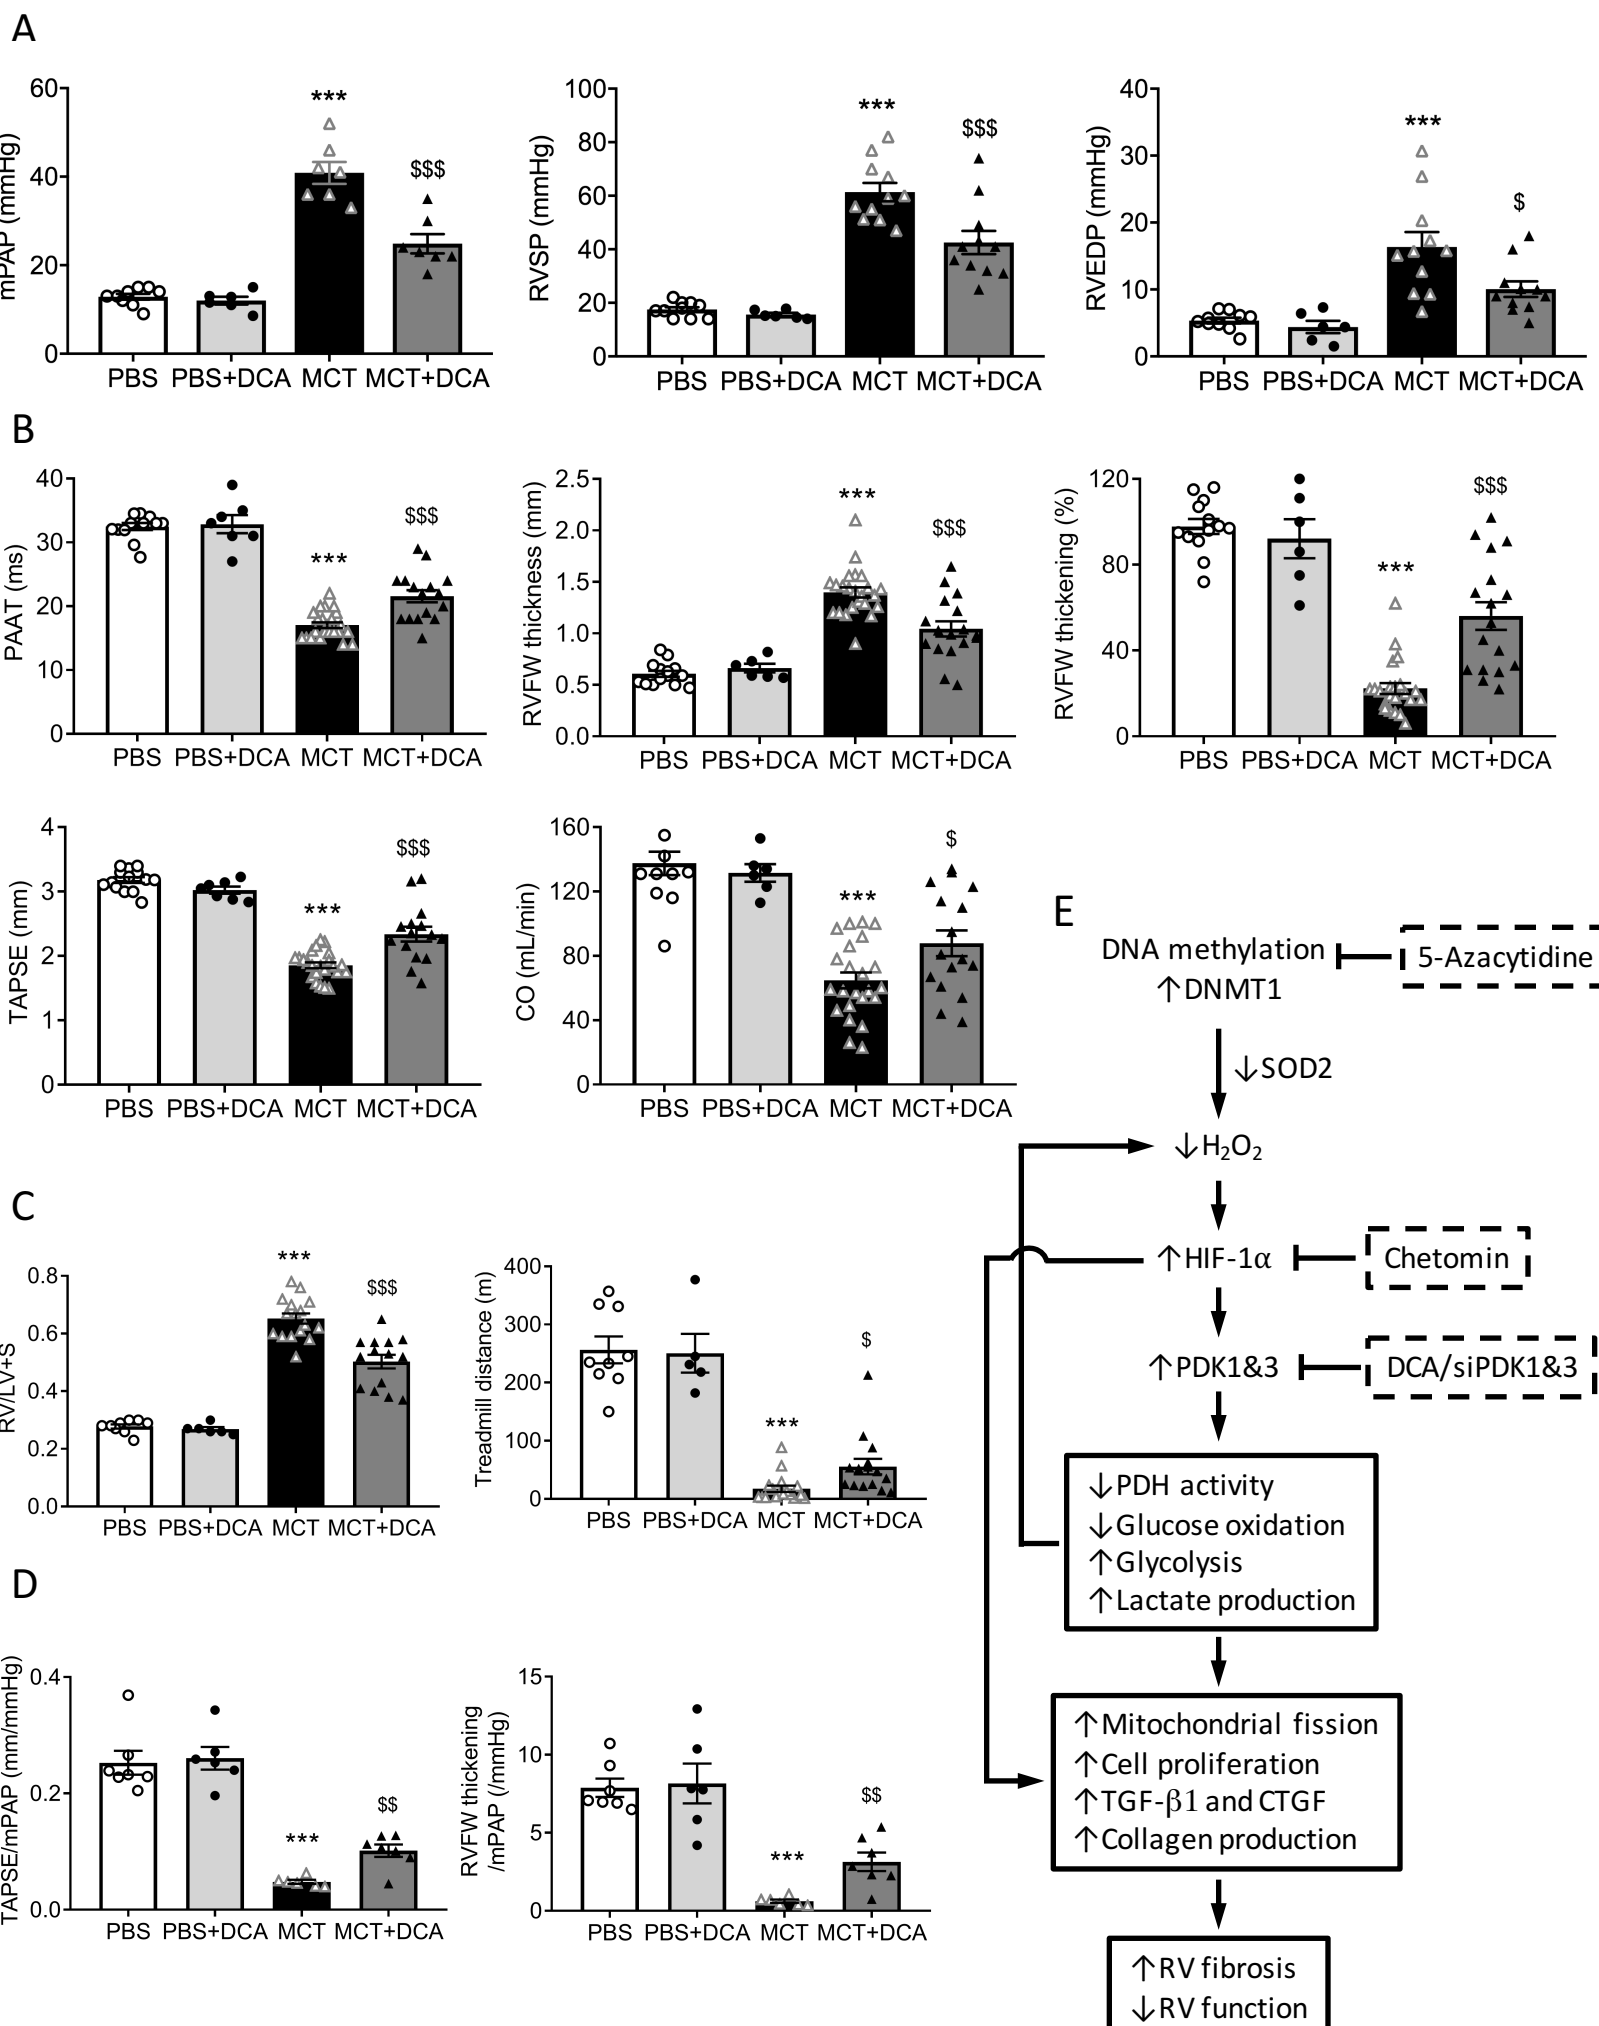 A
mPAP (mmHg)
60
40
20
0
***
$$$
PBS PBS+DCA MCT MCT+DCA
RVSP (mmHg)
100
80
60
40
20
0
***
$$$
PBS PBS+DCA MCT MCT+DCA
RVEDP (mmHg)
40
30
20
10
0
***
$
PBS PBS+DCA MCT MCT+DCA
B
PAAT (ms)
40
30
20
10
0
***
$$$
PBS PBS+DCA MCT MCT+DCA
RVFW thickness (mm)
2.5
2.0
1.5
1.0
0.5
0.0
***
$$$
PBS PBS+DCA MCT MCT+DCA
RVFW thickening (%)
120
80
40
0
***
$$$
PBS PBS+DCA MCT MCT+DCA
TAPSE (mm)
4
3
2
1
0
***
$$$
PBS PBS+DCA MCT MCT+DCA
CO (mL/min)
160
120
80
40
0
***
$
PBS PBS+DCA MCT MCT+DCA
C
RV/LV+S
0.8
0.6
0.4
0.2
0.0
***
$$$
PBS PBS+DCA MCT MCT+DCA
Treadmill distance (m)
400
300
200
100
0
***
$
PBS PBS+DCA MCT MCT+DCA
D
TAPSE/mPAP (mm/mmHg)
0.4
0.2
0.0
***
$$
PBS PBS+DCA MCT MCT+DCA
RVFW thickening
/mPAP (/mmHg)
15
10
5
0
***
$$
PBS PBS+DCA MCT MCT+DCA
E
DNA methylation
↑DNMT1
5-Azacytidine
↓SOD2
↓H₂O₂
↑HIF-1α
Chetomin
↑PDK1&3
DCA/siPDK1&3
↓PDH activity
↓Glucose oxidation
↑Glycolysis
↑Lactate production
↑Mitochondrial fission
↑Cell proliferation
↑TGF-β1 and CTGF
↑Collagen production
↑RV fibrosis
↓RV function